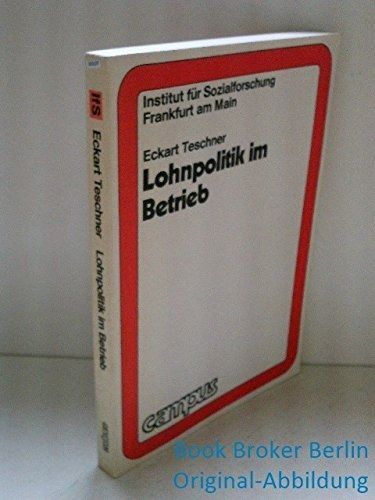 Institut für Sozialforschung
Frankfurt am Main
Eckart Teschner
Lohnpolitik im
Betrieb
campus
IfS
Eckart Teschner
Lohnpolitik im Betrieb
campus
Book Broker Berlin
Original-Abbildung